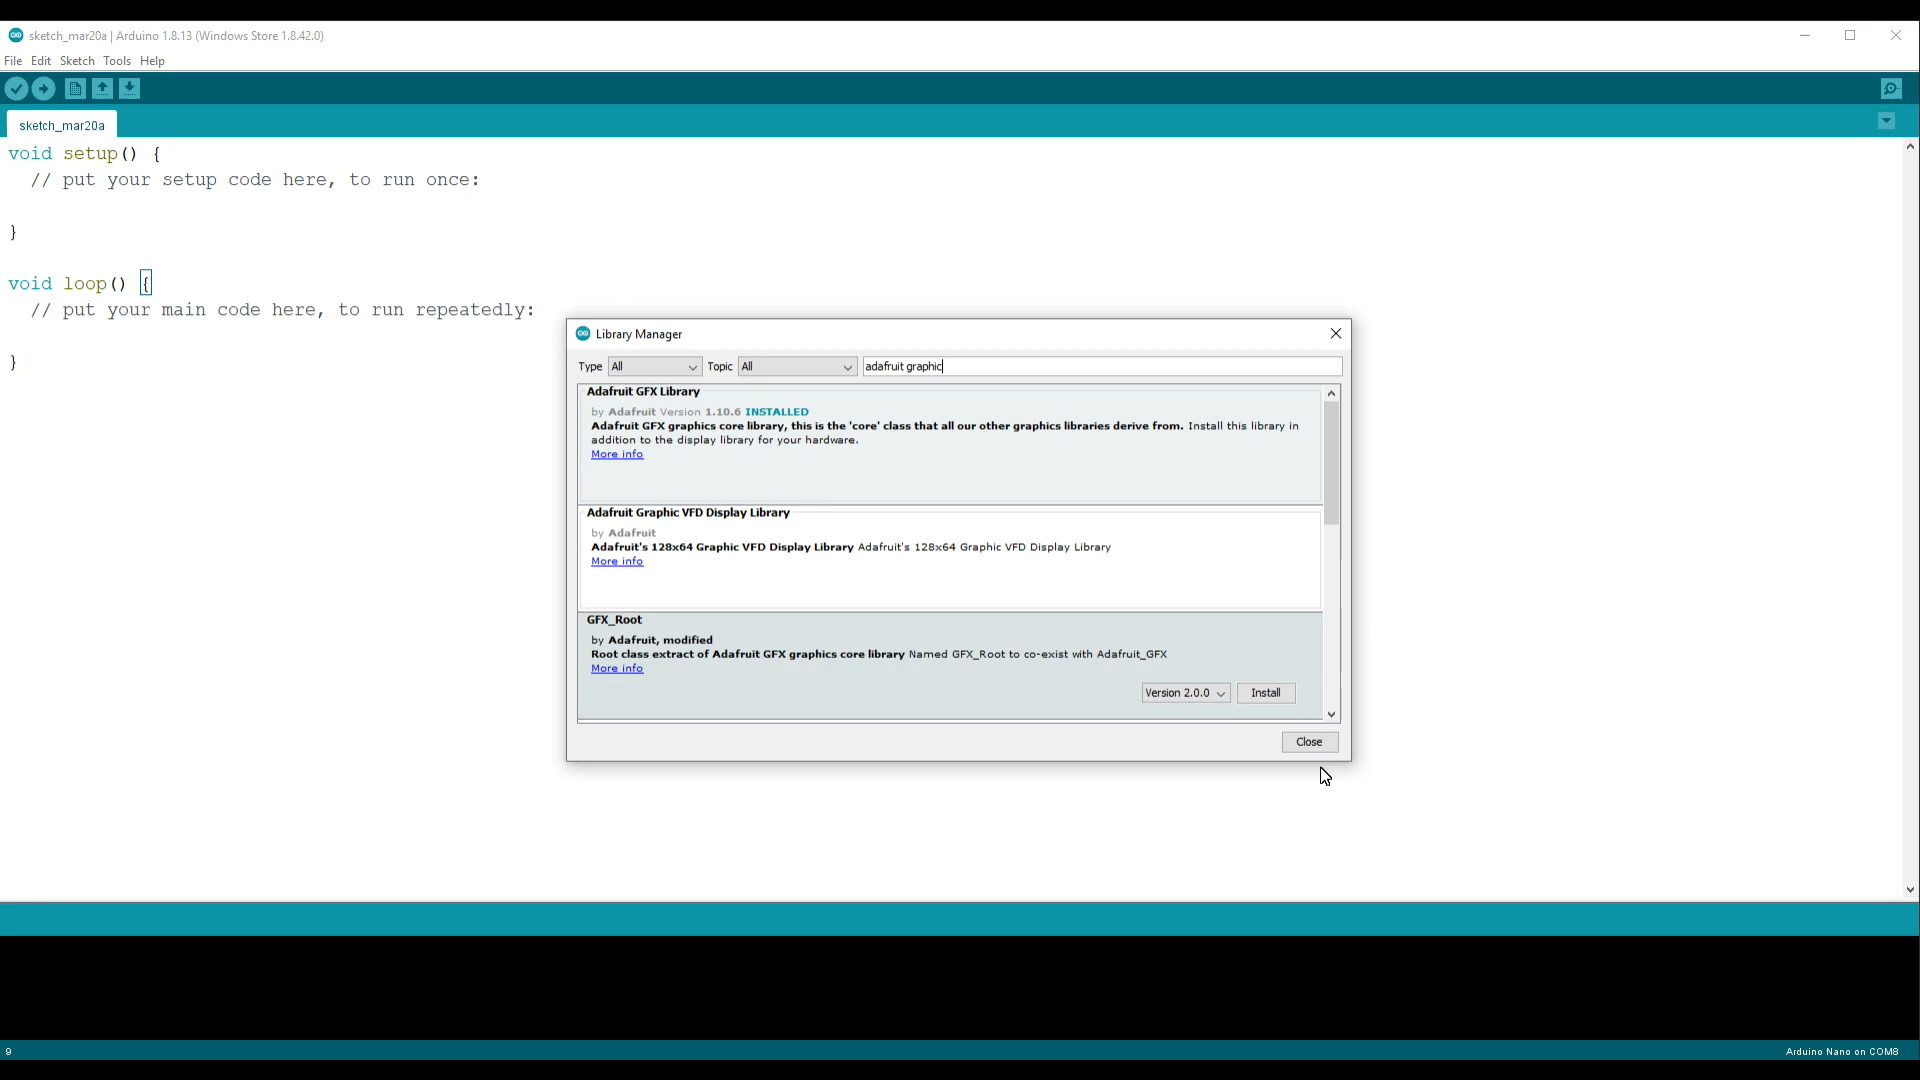 sketch_mar20a | Arduino 1.8.13 (Windows Store 1.8.42.0)
File Edit Sketch Tools Help
sketch_mar20a
void setup() {
// put your setup code here, to run once:
}
void loop() {
// put your main code here, to run repeatedly:
}
Library Manager
Type All Topic All adafruit graphic
Adafruit GFX Library
by Adafruit Version 1.10.6 INSTALLED
Adafruit GFX graphics core library, this is the 'core' class that all our other graphics libraries derive from. Install this library in
addition to the display library for your hardware.
More info
Adafruit Graphic VFD Display Library
by Adafruit
Adafruit's 128x64 Graphic VFD Display Library Adafruit's 128x64 Graphic VFD Display Library
More info
GFX_Root
by Adafruit, modified
Root class extract of Adafruit GFX graphics core library Named GFX_Root to co-exist with Adafruit_GFX
More info
Version 2.0.0 Install
Close
9 Arduino Nano on COM8